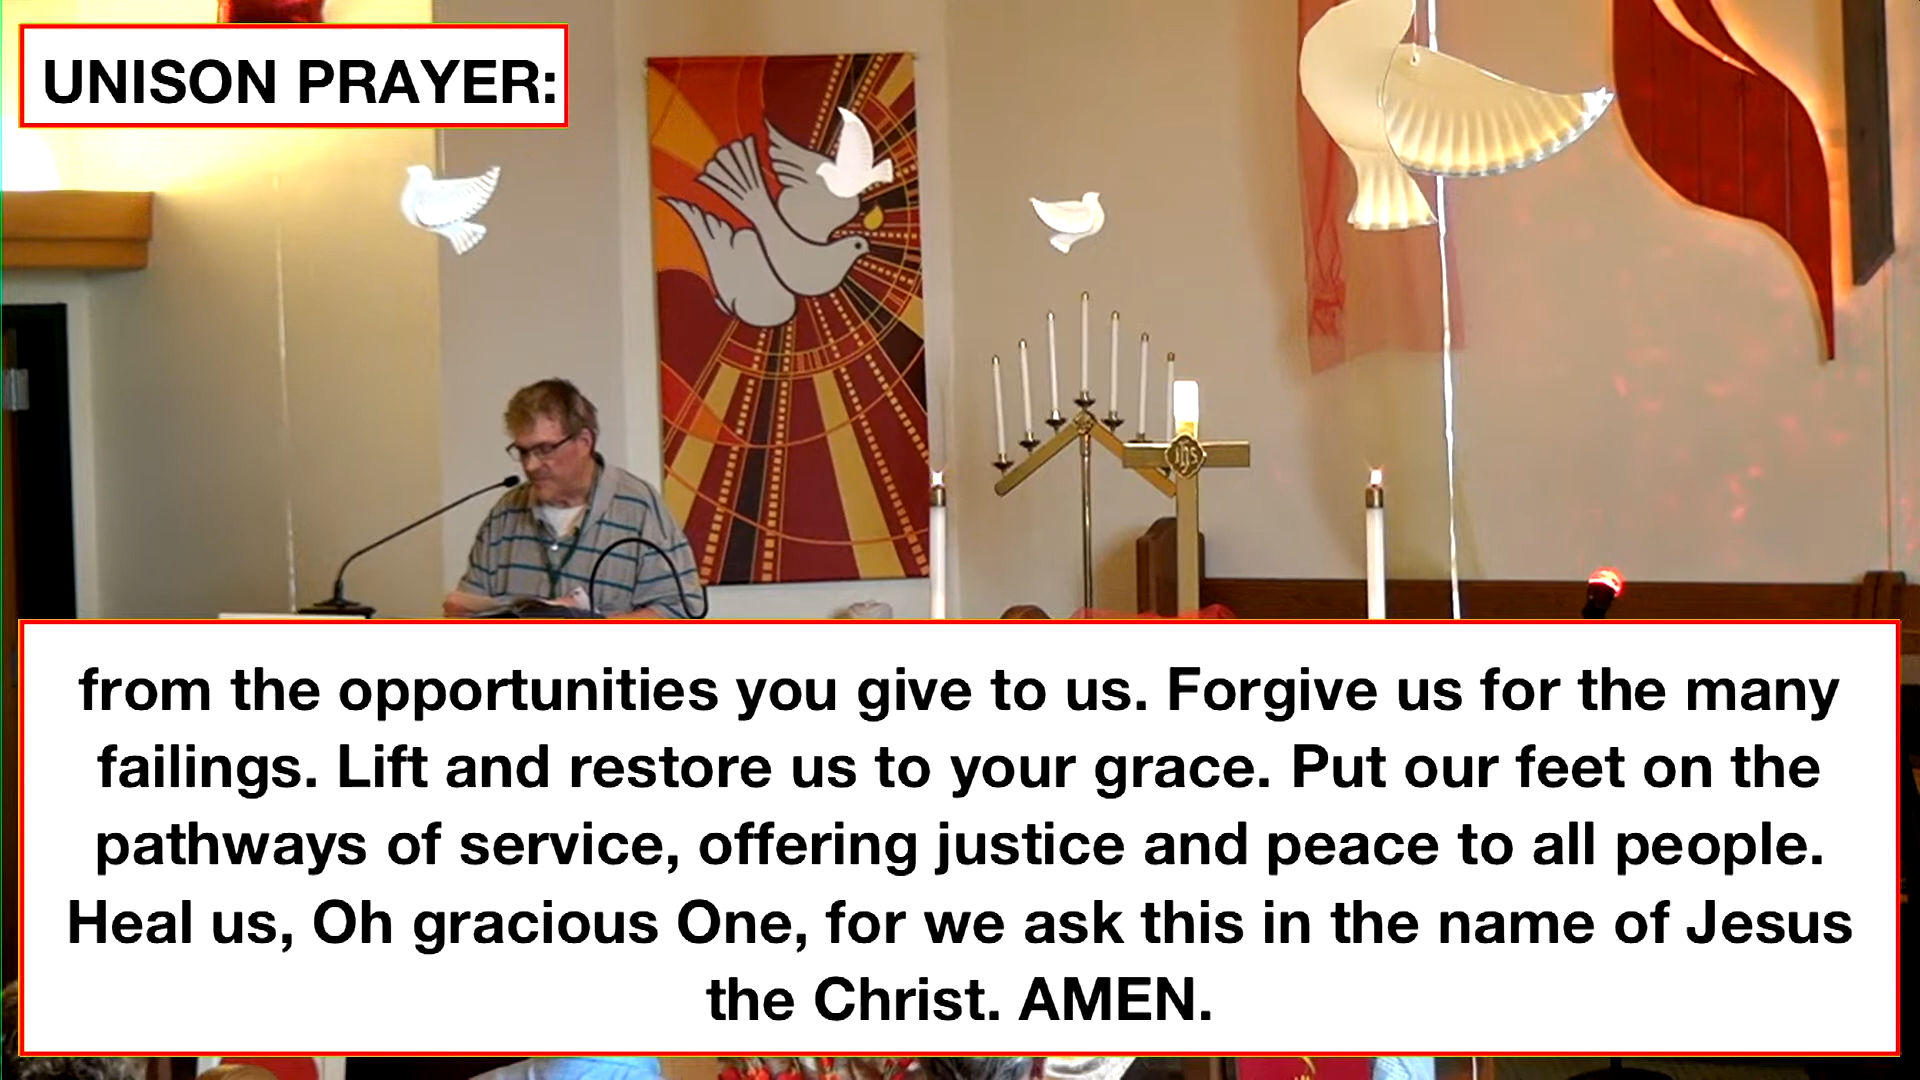 UNISON PRAYER:
IHS
from the opportunities you give to us. Forgive us for the many
failings. Lift and restore us to your grace. Put our feet on the
pathways of service, offering justice and peace to all people.
Heal us, Oh gracious One, for we ask this in the name of Jesus
the Christ. AMEN.